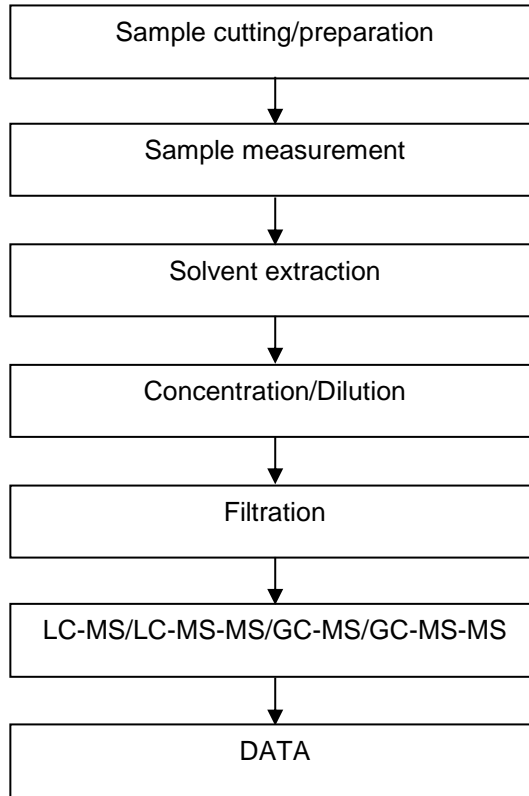 Sample cutting/preparation
Sample measurement
Solvent extraction
Concentration/Dilution
Filtration
LC-MS/LC-MS-MS/GC-MS/GC-MS-MS
DATA